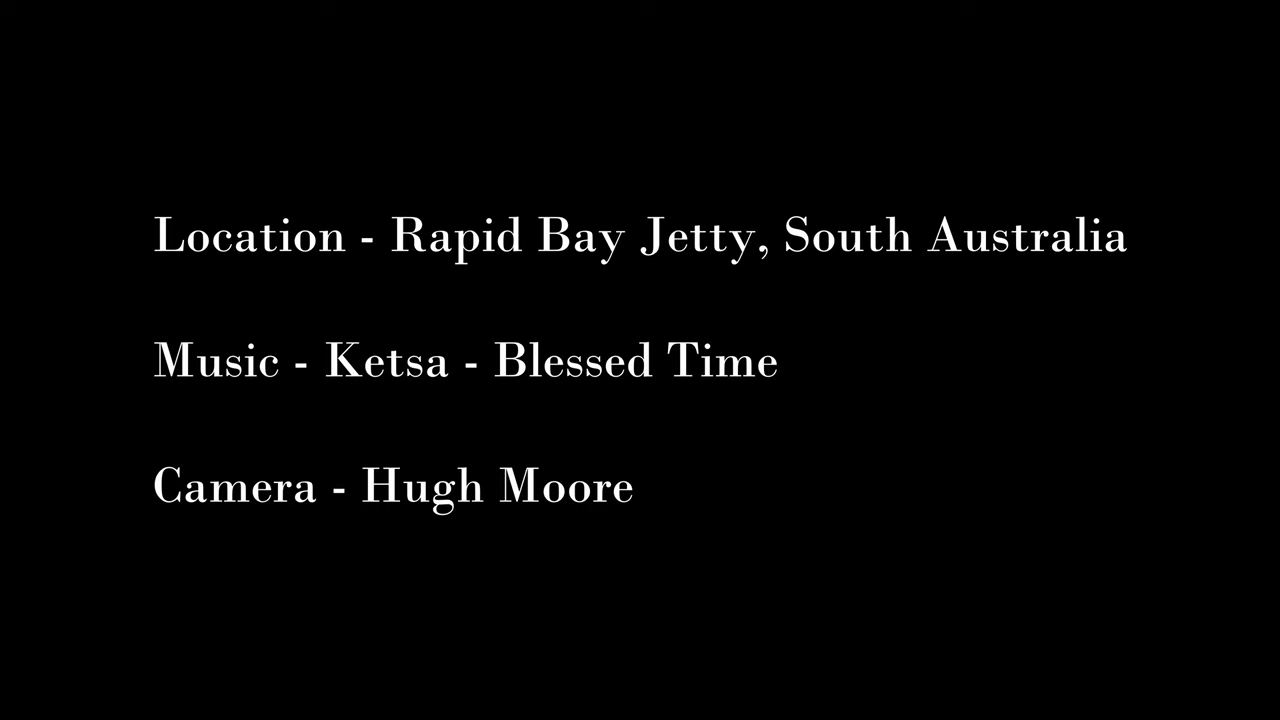 Location - Rapid Bay Jetty, South Australia
Music - Ketsa - Blessed Time
Camera - Hugh Moore